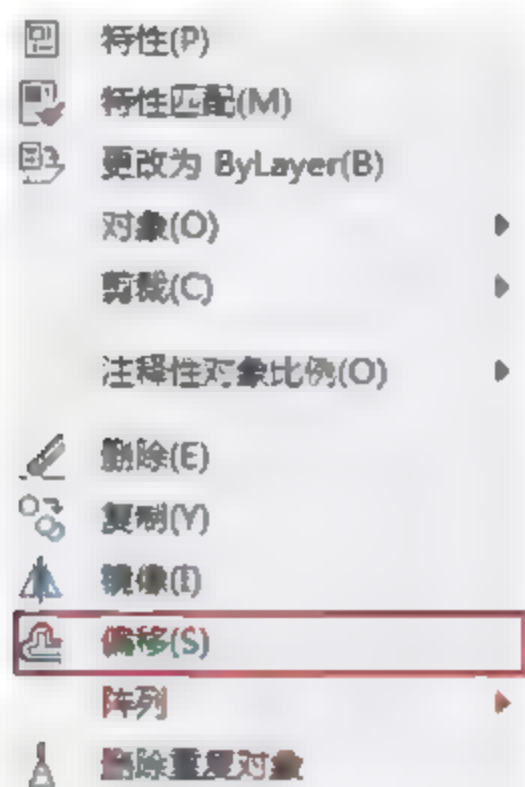 特性(P)
特性匹配(M)
更改为 ByLayer(B)
对象(O)
剪裁(C)
注释性对象比例(O)
删除(E)
复制(Y)
镜像(I)
偏移(S)
阵列
删除重复对象